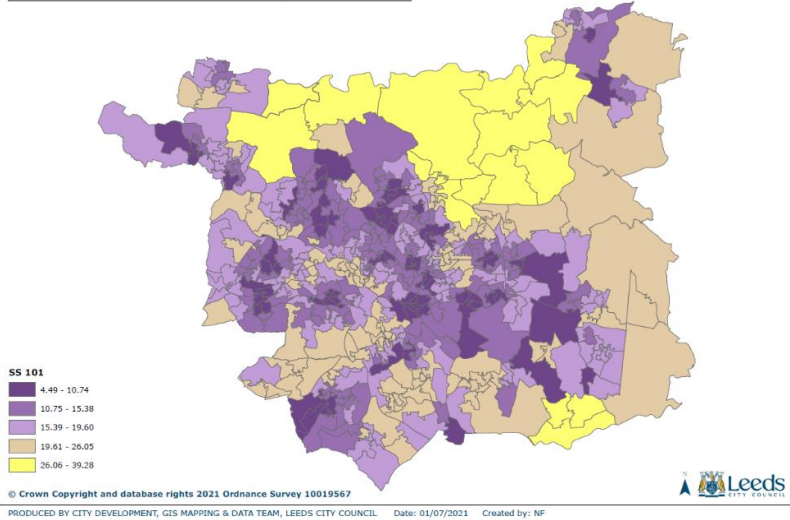 SS 101
4.49 - 10.74
10.75 - 15.38
15.39 - 19.60
19.61 - 26.05
26.06 - 39.28
© Crown Copyright and database rights 2021 Ordnance Survey 10019567
N
Leeds
CITY COUNCIL
PRODUCED BY CITY DEVELOPMENT, GIS MAPPING & DATA TEAM, LEEDS CITY COUNCIL Date: 01/07/2021 Created by: NF